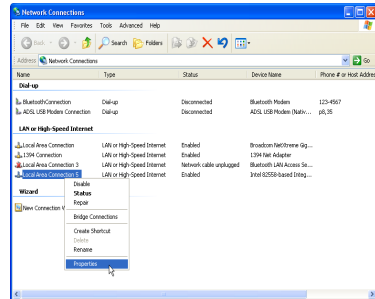 Network Connections
File Edit View Favorites Tools Advanced Help
Back Search Folders
Address Network Connections Go
Name Type Status Device Name Phone # or Host Addres
Dial-up
BluetoothConnection Dial-up Disconnected Bluetooth Modem 123-4567
ADSL USB Modem Connection Dial-up Disconnected ADSL USB Modem (Nativ... p8,35
LAN or High-Speed Internet
Local Area Connection LAN or High-Speed Internet Enabled Broadcom NetXtreme Gig...
1394 Connection LAN or High-Speed Internet Enabled 1394 Net Adapter
Local Area Connection 3 LAN or High-Speed Internet Network cable unplugged Bluetooth LAN Access Se...
Local Area Connection 5 LAN or High-Speed Internet Enabled Intel 82558-based Integ...
Wizard
New Connection W
Disable
Status
Repair
Bridge Connections
Create Shortcut
Delete
Rename
Properties